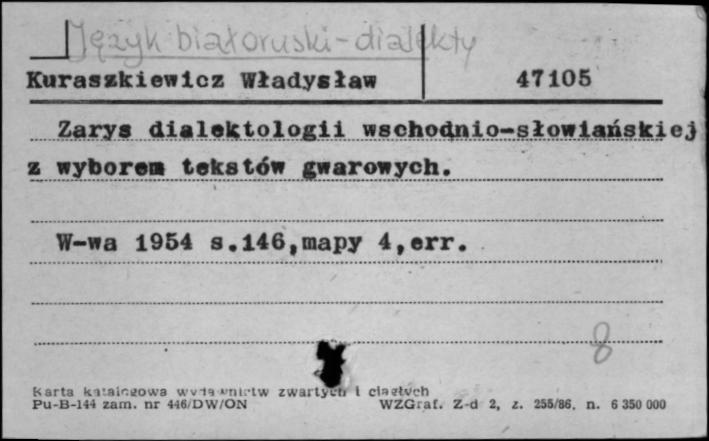 Język białoruski - dialekty
Kuraszkiewicz Władysław 47105
Zarys dialektologii wschodnio-słowiańskiej
z wyborem tekstów gwarowych.
W-wa 1954 s.146,mapy 4,err.
8
Karta katalogowa wydawnictw zwartych i ciągłych
Pu-B-144 zam. nr 446/DW/ON WZGraf. Z-d 2, z. 255/86. n. 6 350 000